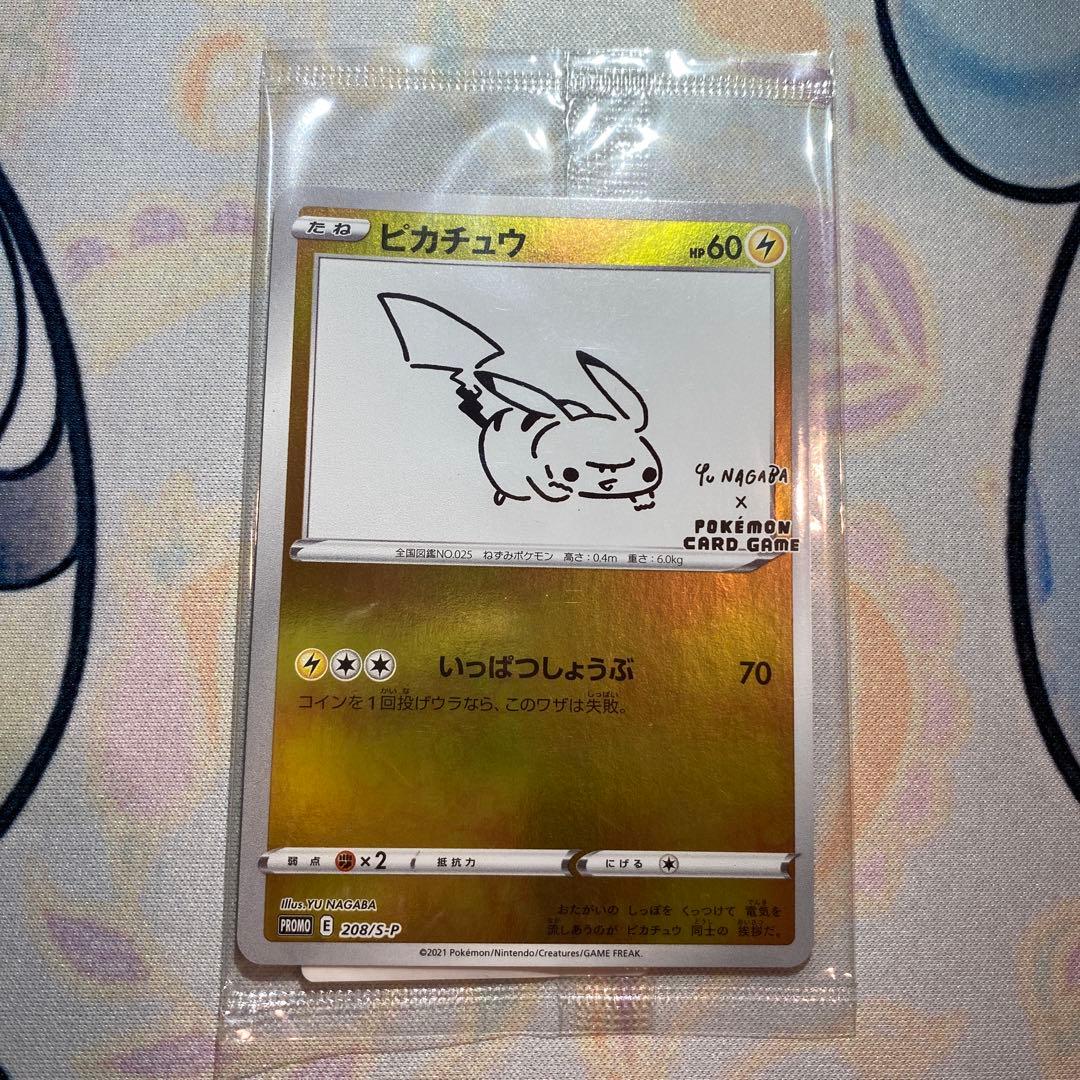 たね ピカチュウ HP60
Yu NAGABA
×
POKÉMON
CARD GAME
全国図鑑NO.025 ねずみポケモン 高さ:0.4m 重さ:6.0kg
いっぱつしょうぶ 70
コインを1回投げウラなら、このワザは失敗。
弱点 ×2 抵抗力 にげる
Illus.YU NAGABA
おたがいの しっぽを くっつけて 電気を
流しあうのが ピカチュウ 同士の 挨拶だ。
PROMO E 208/S-P
©2021 Pokémon/Nintendo/Creatures/GAME FREAK.